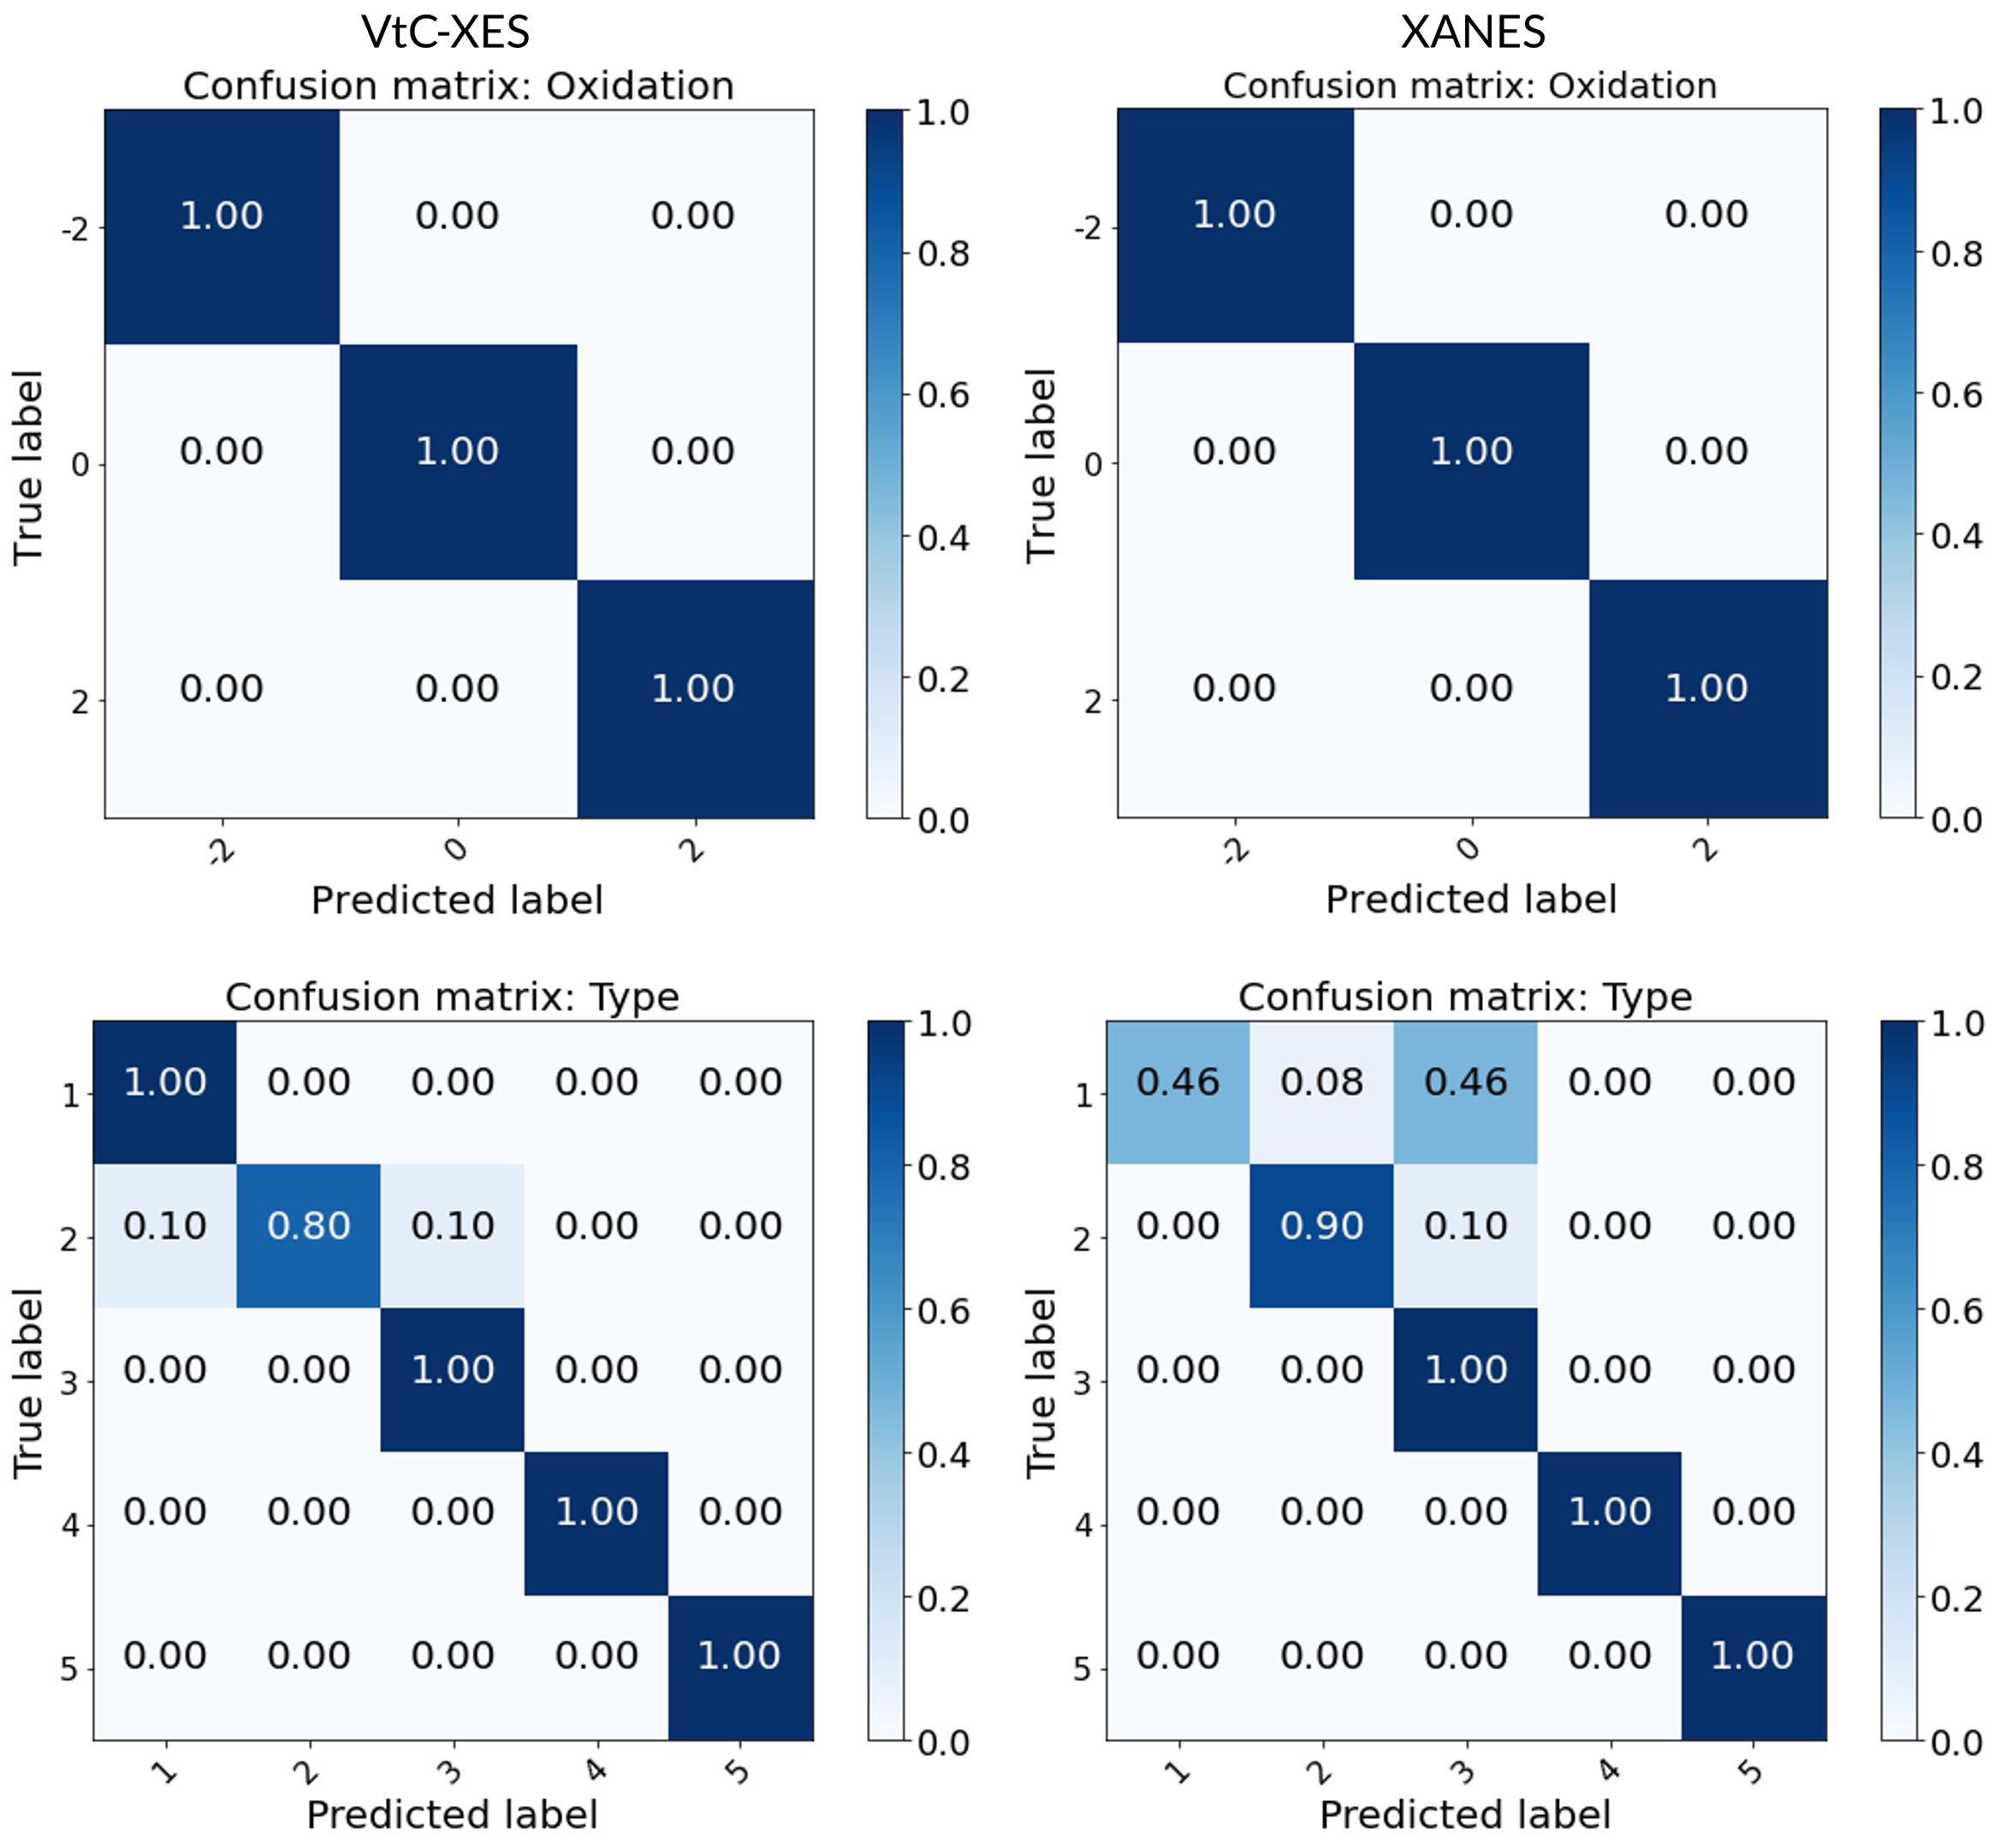 VtC-XES
XANES
Confusion matrix: Oxidation
1.00 0.00 0.00
0.00 1.00 0.00
0.00 0.00 1.00
-2
0
2
True label
-2 0 2
Predicted label
1.0
0.8
0.6
0.4
0.2
0.0
Confusion matrix: Oxidation
1.00 0.00 0.00
0.00 1.00 0.00
0.00 0.00 1.00
-2
0
2
True label
-2 0 2
Predicted label
1.0
0.8
0.6
0.4
0.2
0.0
Confusion matrix: Type
1.00 0.00 0.00 0.00 0.00
0.10 0.80 0.10 0.00 0.00
0.00 0.00 1.00 0.00 0.00
0.00 0.00 0.00 1.00 0.00
0.00 0.00 0.00 0.00 1.00
1
2
3
4
5
True label
1 2 3 4 5
Predicted label
1.0
0.8
0.6
0.4
0.2
0.0
Confusion matrix: Type
0.46 0.08 0.46 0.00 0.00
0.00 0.90 0.10 0.00 0.00
0.00 0.00 1.00 0.00 0.00
0.00 0.00 0.00 1.00 0.00
0.00 0.00 0.00 0.00 1.00
1
2
3
4
5
True label
1 2 3 4 5
Predicted label
1.0
0.8
0.6
0.4
0.2
0.0